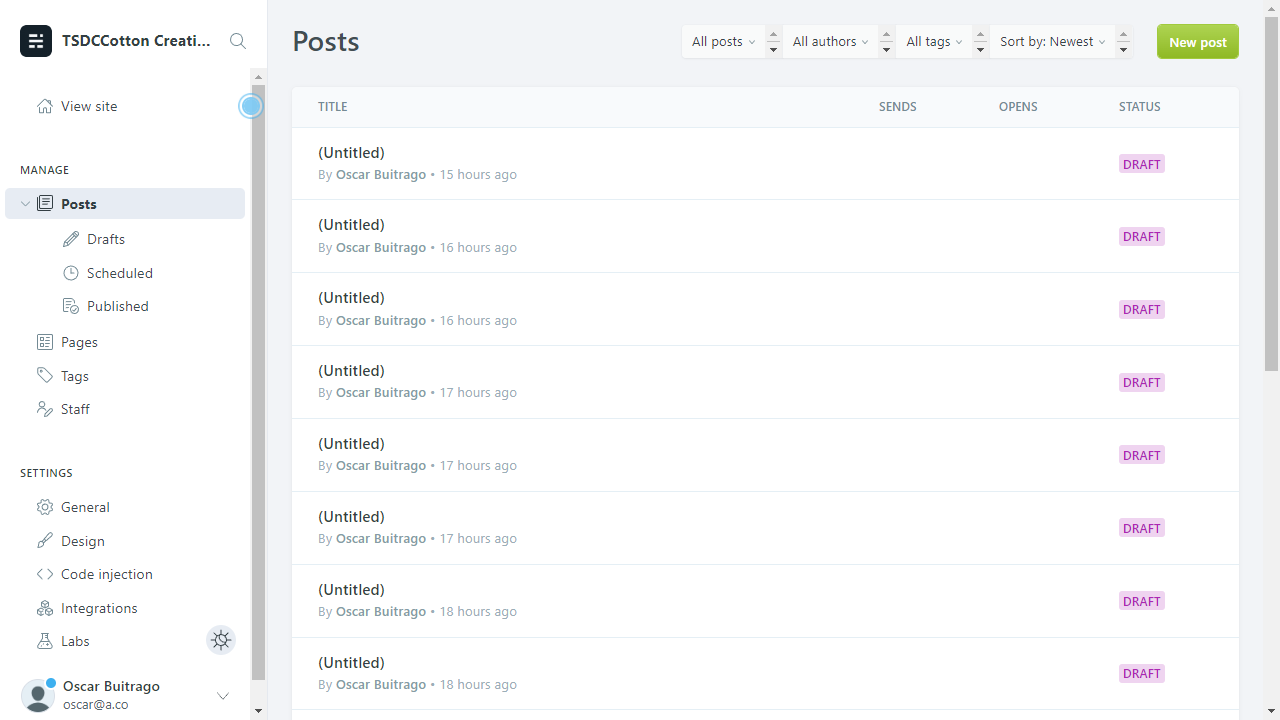 TSDCCotton Creati...
View site
MANAGE
Posts
Drafts
Scheduled
Published
Pages
Tags
Staff
SETTINGS
General
Design
Code injection
Integrations
Labs
Oscar Buitrago
oscar@a.co
Posts
All posts
All authors
All tags
Sort by: Newest
New post
TITLE SENDS OPENS STATUS
(Untitled)
By Oscar Buitrago • 15 hours ago
DRAFT
(Untitled)
By Oscar Buitrago • 16 hours ago
DRAFT
(Untitled)
By Oscar Buitrago • 16 hours ago
DRAFT
(Untitled)
By Oscar Buitrago • 17 hours ago
DRAFT
(Untitled)
By Oscar Buitrago • 17 hours ago
DRAFT
(Untitled)
By Oscar Buitrago • 17 hours ago
DRAFT
(Untitled)
By Oscar Buitrago • 18 hours ago
DRAFT
(Untitled)
By Oscar Buitrago • 18 hours ago
DRAFT